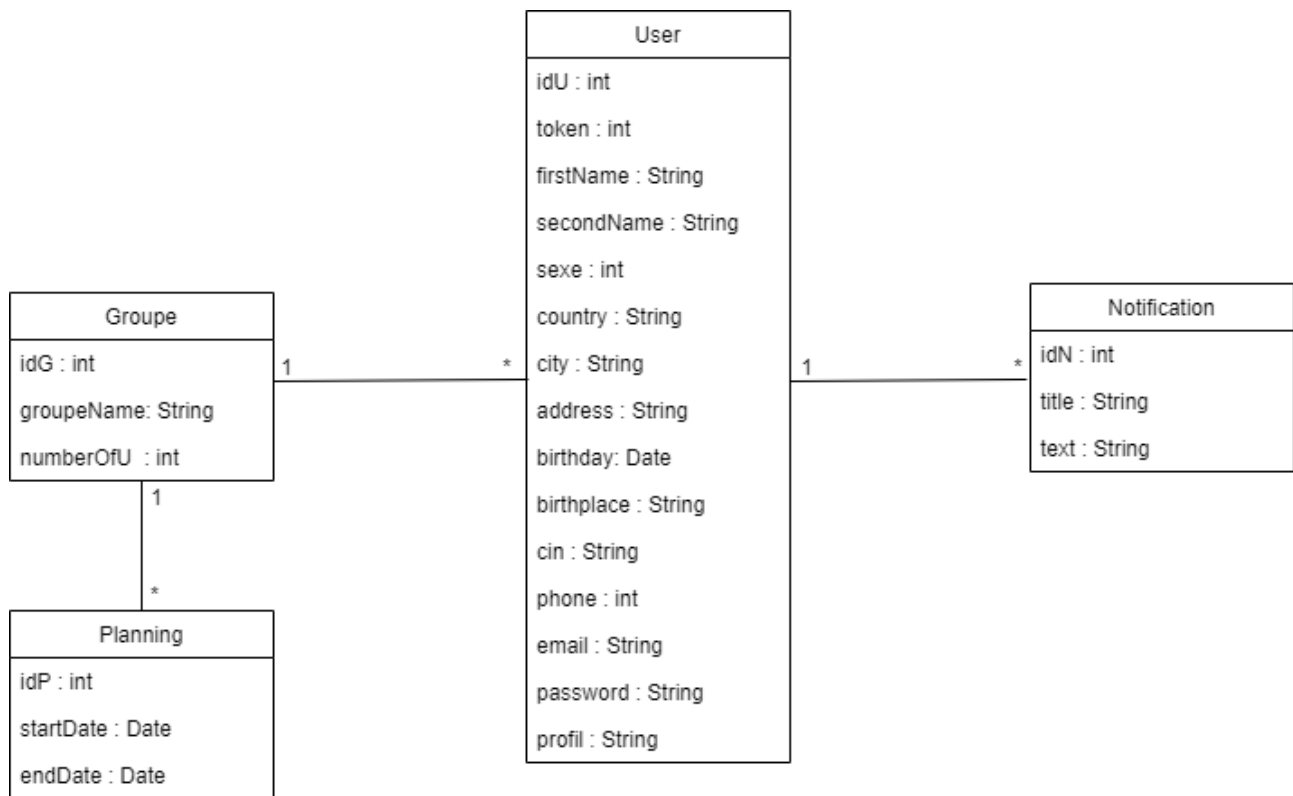 User
idU : int
token : int
firstName : String
secondName : String
sexe : int
country : String
city : String
address : String
birthday: Date
birthplace : String
cin : String
phone : int
email : String
password : String
profil : String
Groupe
idG : int
groupeName: String
numberOfU : int
1
*
1
*
Notification
idN : int
title : String
text : String
1
*
Planning
idP : int
startDate : Date
endDate : Date